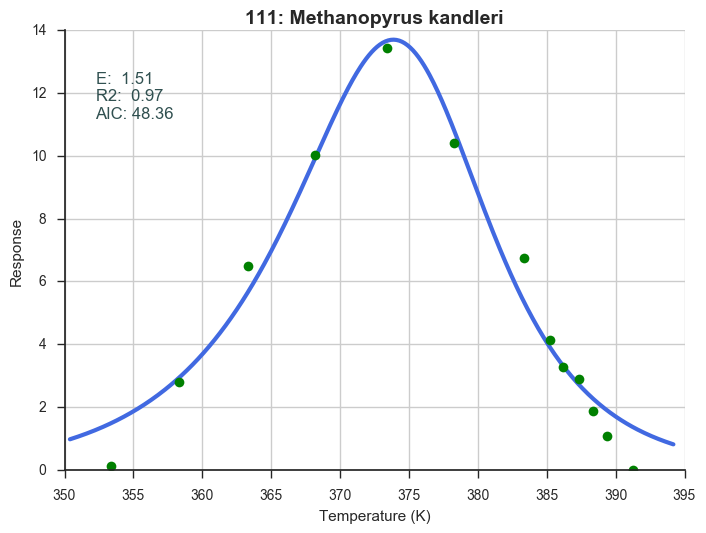 111: Methanopyrus kandleri
E:  1.51
R2:  0.97
AIC: 48.36
Response
14
12
10
8
6
4
2
0
350 355 360 365 370 375 380 385 390 395
Temperature (K)